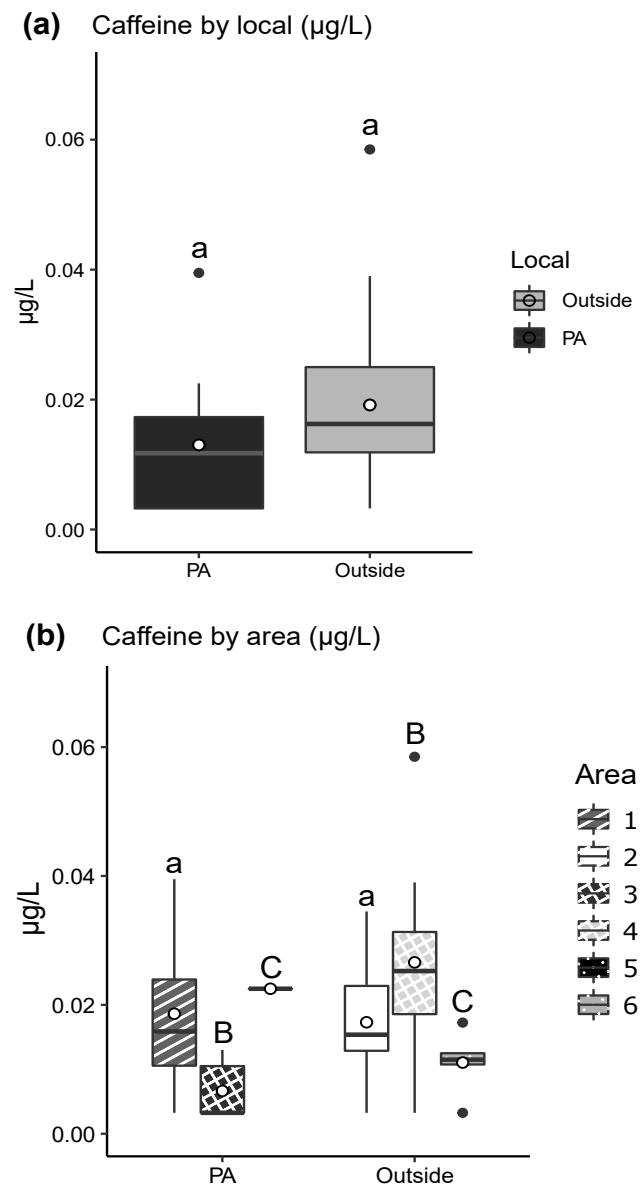 (a) Caffeine by local (µg/L)
0.06
0.04
0.02
0.00
µg/L
a
a
PA
Outside
Local
Outside
PA
(b) Caffeine by area (µg/L)
0.06
0.04
0.02
0.00
µg/L
a
B
C
a
B
C
PA
Outside
Area
1
2
3
4
5
6